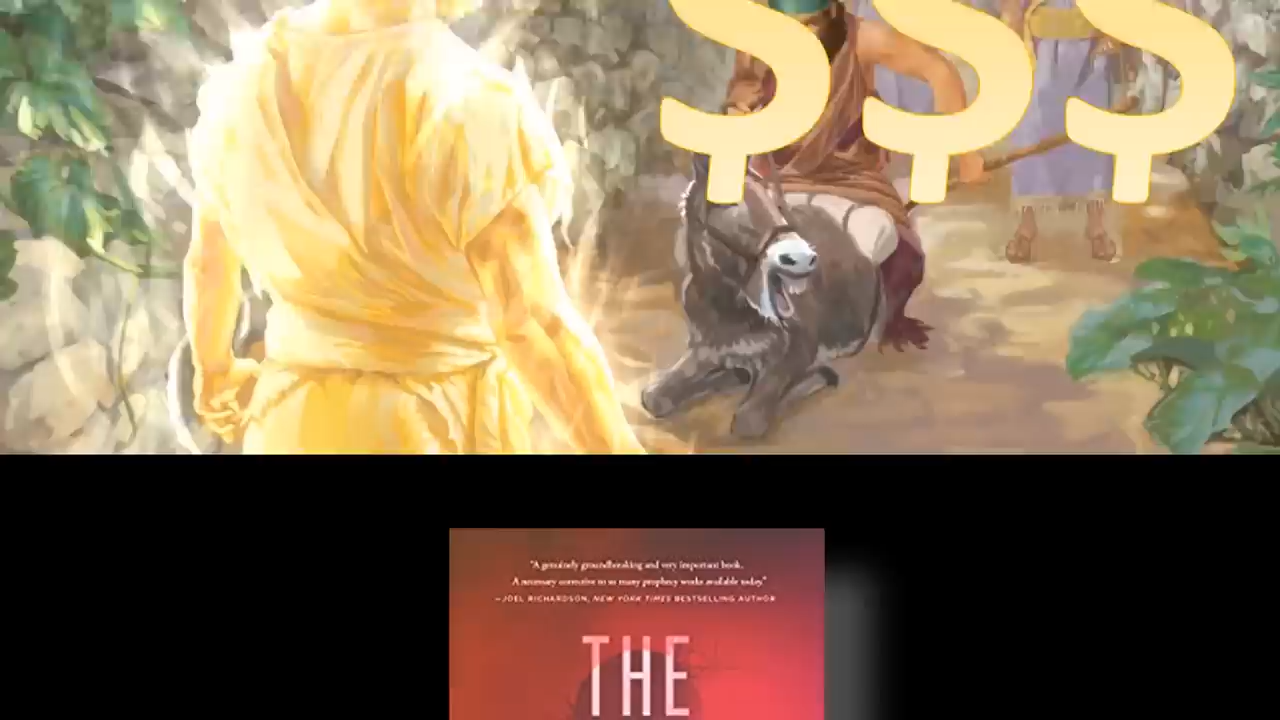 $$$
"A genuinely groundbreaking and very important book.
A necessary corrective to so many prophecy works available today."
—JOEL RICHARDSON, NEW YORK TIMES BESTSELLING AUTHOR
THE